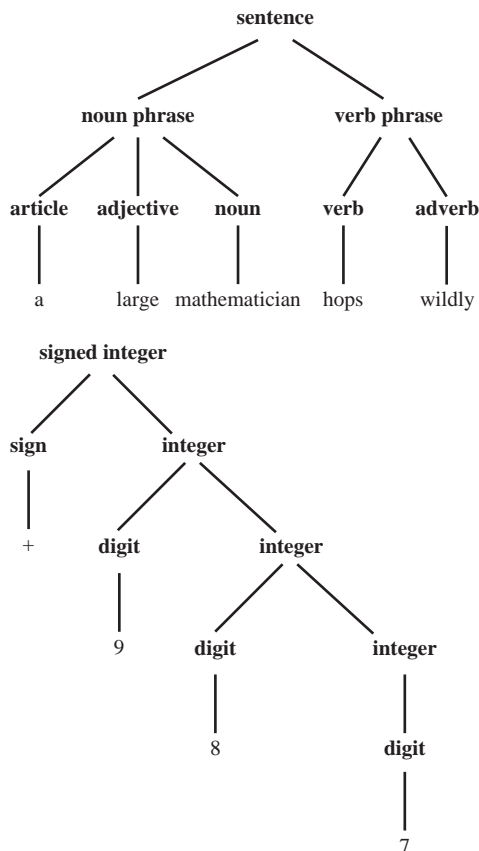 sentence
noun phrase verb phrase
article adjective noun verb adverb
a large mathematician hops wildly
signed integer
sign integer
+ digit integer
9 digit integer
8 digit
7